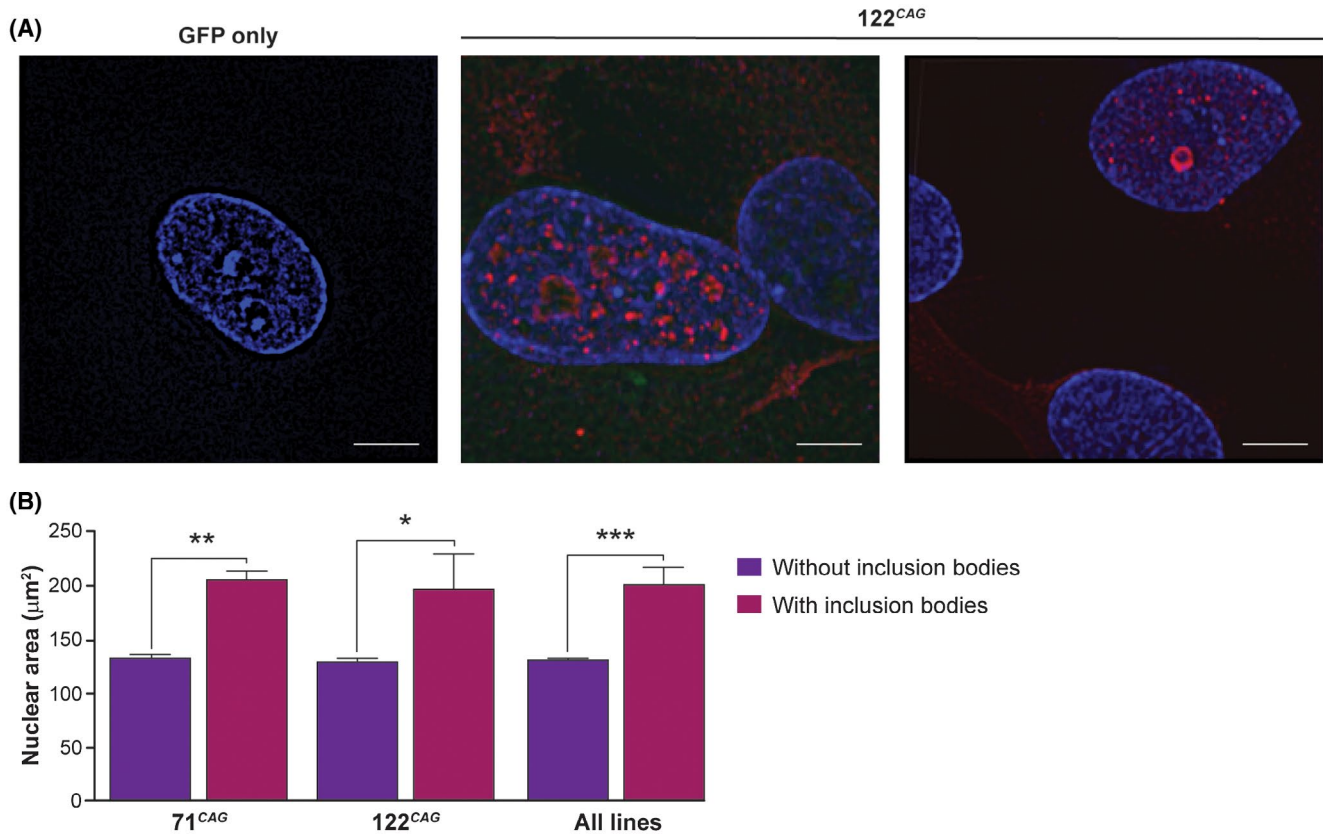 (A)
GFP only
122CAG
(B)
Nuclear area (μm2)
250
200
150
100
50
0
**
*
***
71CAG
122CAG
All lines
Without inclusion bodies
With inclusion bodies